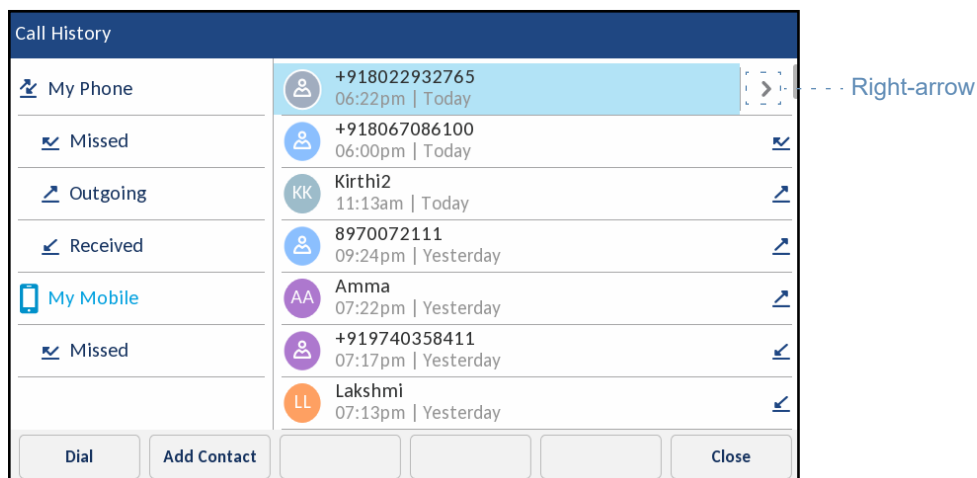 Call History
My Phone
Missed
Outgoing
Received
My Mobile
Missed
+918022932765
06:22pm | Today
+918067086100
06:00pm | Today
KK
Kirthi2
11:13am | Today
8970072111
09:24pm | Yesterday
AA
Amma
07:22pm | Yesterday
+919740358411
07:17pm | Yesterday
LL
Lakshmi
07:13pm | Yesterday
Right-arrow
Dial
Add Contact
Close